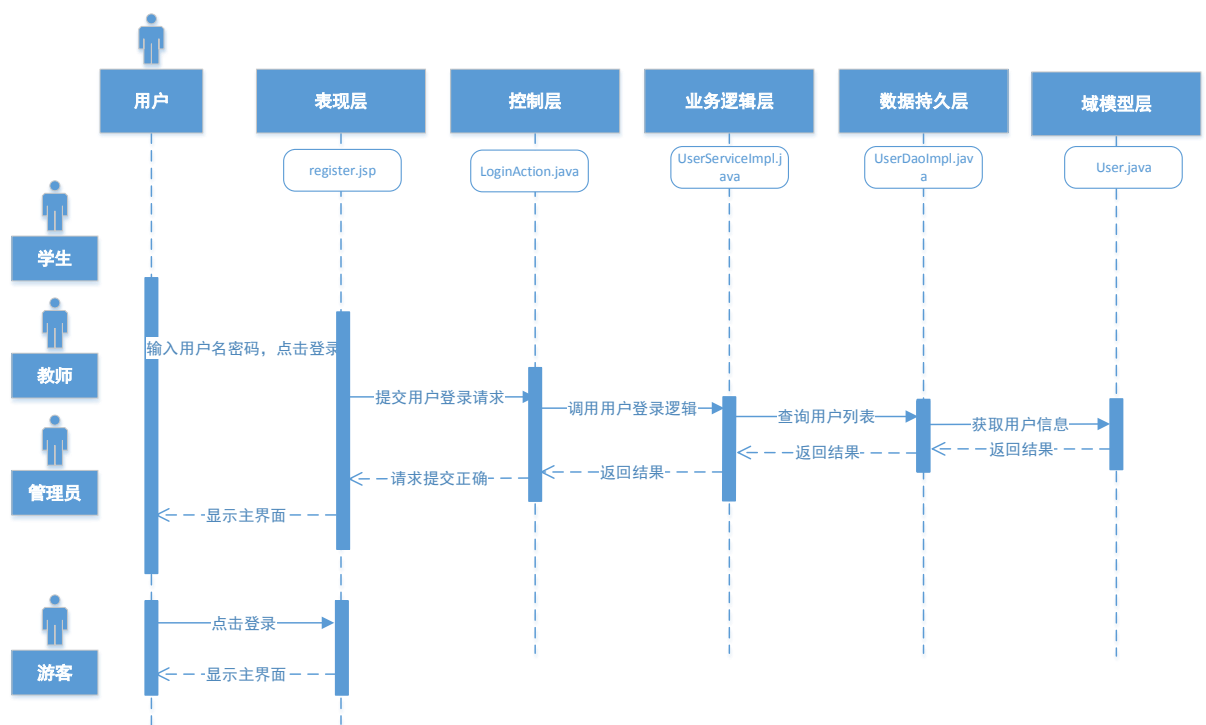 用户
表现层
控制层
业务逻辑层
数据持久层
域模型层
register.jsp
LoginAction.java
UserServiceImpl.j
ava
UserDaoImpl.jav
a
User.java
学生
教师
管理员
游客
输入用户名密码，点击登录
提交用户登录请求
调用用户登录逻辑
查询用户列表
获取用户信息
返回结果
返回结果
返回结果
请求提交正确
显示主界面
点击登录
显示主界面